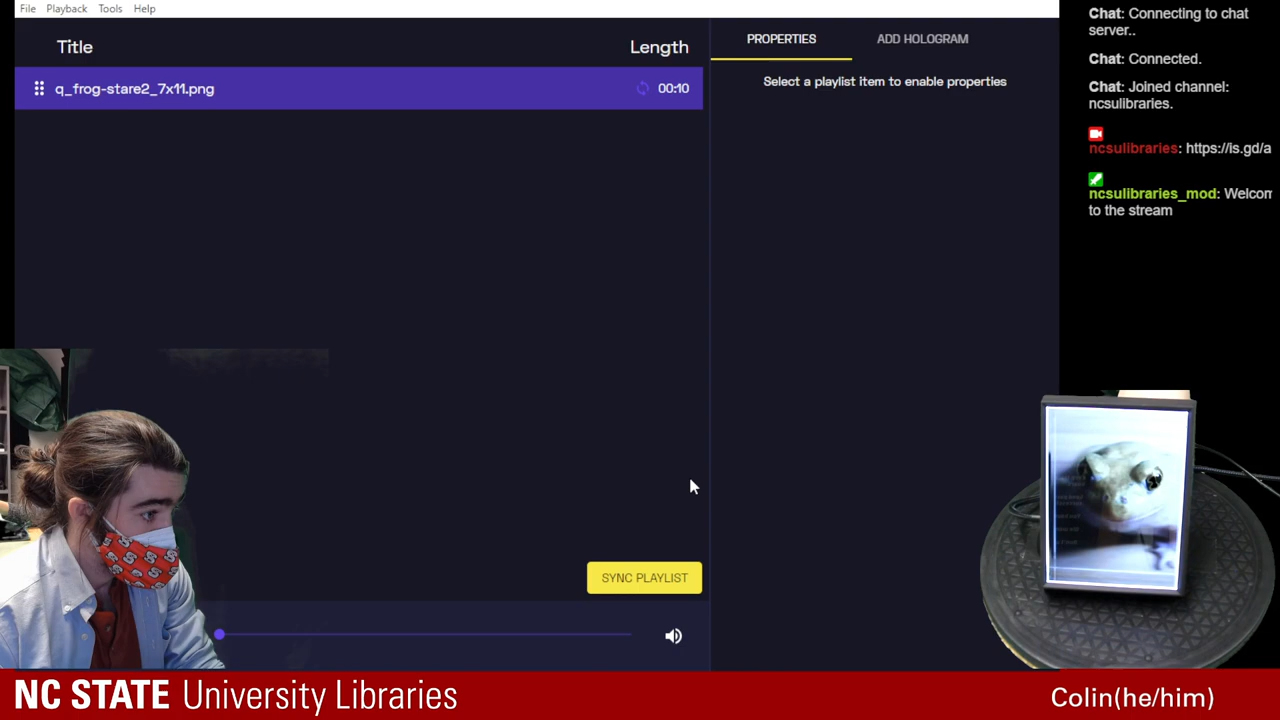 File Playback Tools Help
Title Length
q_frog-stare2_7x11.png 00:10
PROPERTIES ADD HOLOGRAM
Select a playlist item to enable properties
SYNC PLAYLIST
Chat: Connecting to chat
server..
Chat: Connected.
Chat: Joined channel:
ncsulibraries.
ncsulibraries: https://is.gd/a
ncsulibraries_mod: Welcom
to the stream
NC STATE University Libraries
Colin(he/him)